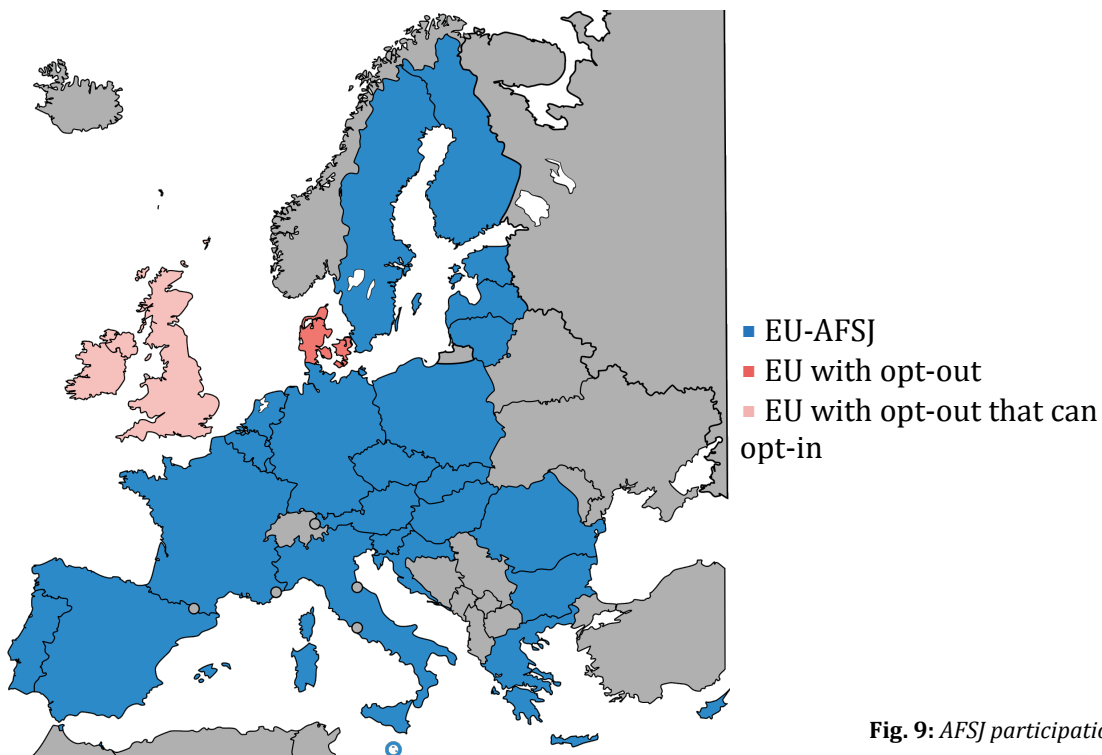 EU-AFSJ
EU with opt-out
EU with opt-out that can
opt-in
Fig. 9: AFSJ participatio